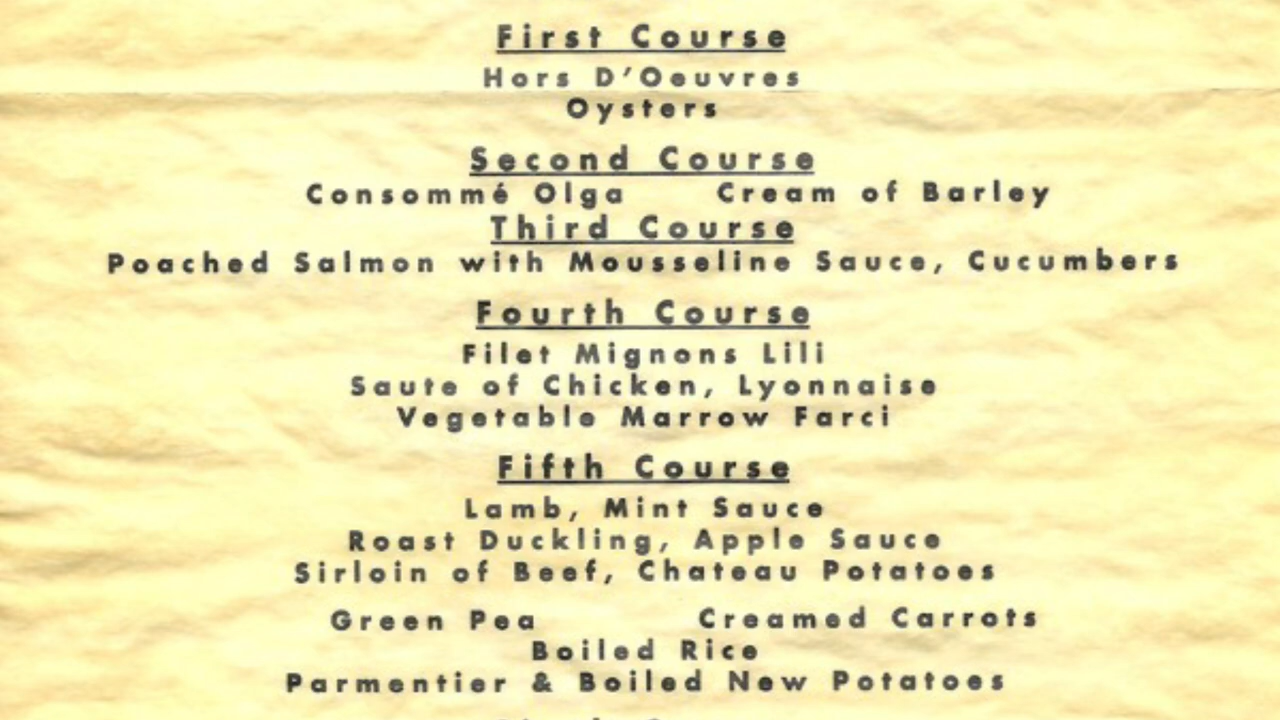 First Course
Hors D'Oeuvres
Oysters
Second Course
Consommé Olga Cream of Barley
Third Course
Poached Salmon with Mousseline Sauce, Cucumbers
Fourth Course
Filet Mignons Lili
Saute of Chicken, Lyonnaise
Vegetable Marrow Farci
Fifth Course
Lamb, Mint Sauce
Roast Duckling, Apple Sauce
Sirloin of Beef, Chateau Potatoes
Green Pea Creamed Carrots
Boiled Rice
Parmentier & Boiled New Potatoes